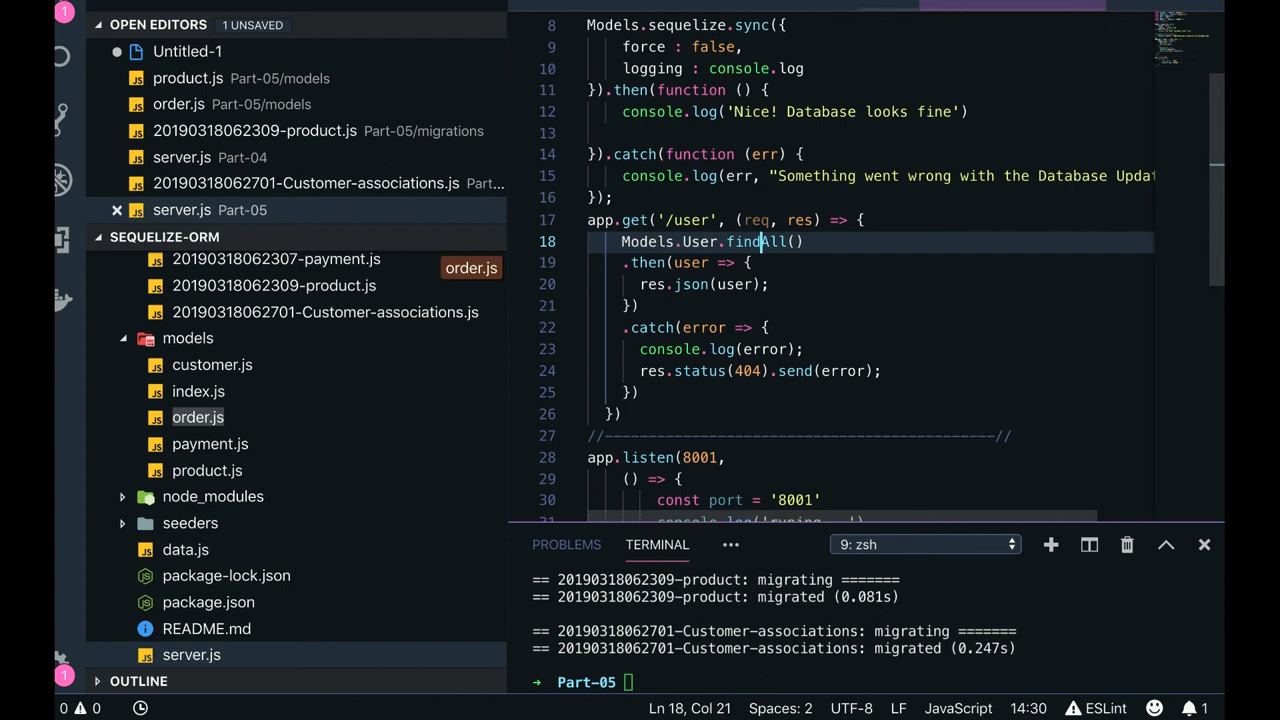 OPEN EDITORS 1 UNSAVED
Untitled-1
product.js Part-05/models
order.js Part-05/models
20190318062309-product.js Part-05/migrations
server.js Part-04
20190318062701-Customer-associations.js Part...
server.js Part-05
SEQUELIZE-ORM
20190318062307-payment.js
order.js
20190318062309-product.js
20190318062701-Customer-associations.js
models
customer.js
index.js
order.js
payment.js
product.js
node_modules
seeders
data.js
package-lock.json
package.json
README.md
server.js
OUTLINE
8 Models.sequelize.sync({
9 force : false,
10 logging : console.log
11 }).then(function () {
12 console.log('Nice! Database looks fine')
13
14 }).catch(function (err) {
15 console.log(err, "Something went wrong with the Database Updat
16 });
17 app.get('/user', (req, res) => {
18 Models.User.findAll()
19 .then(user => {
20 res.json(user);
21 })
22 .catch(error => {
23 console.log(error);
24 res.status(404).send(error);
25 })
26 })
27 //---------------------------------------------//
28 app.listen(8001,
29 () => {
30 const port = '8001'
PROBLEMS TERMINAL ••• 9: zsh
== 20190318062309-product: migrating =======
== 20190318062309-product: migrated (0.081s)
== 20190318062701-Customer-associations: migrating =======
== 20190318062701-Customer-associations: migrated (0.247s)
→ Part-05
0 0 Ln 18, Col 21 Spaces: 2 UTF-8 LF JavaScript 14:30 ESLint 1